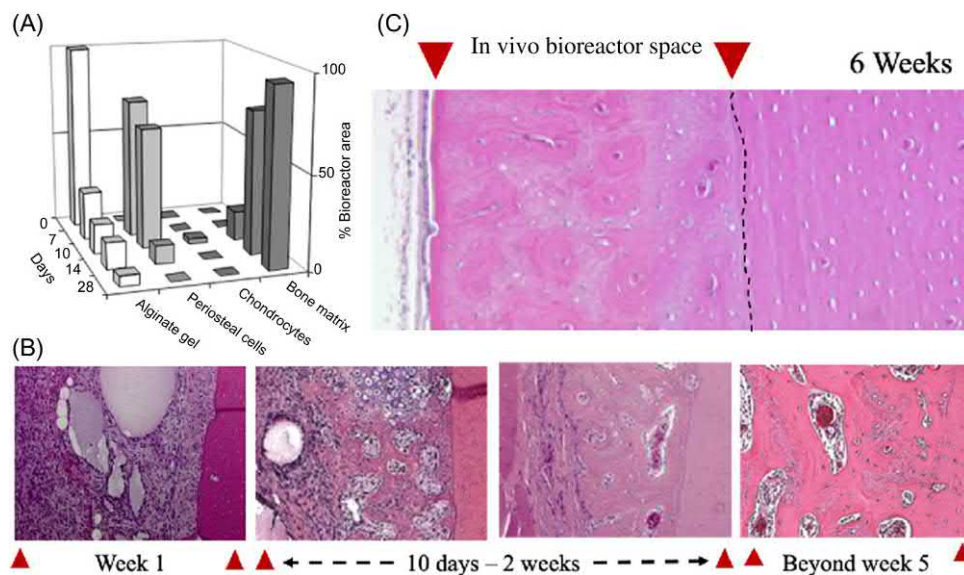 (A)
100
50
0
% Bioreactor area
0
7
10
14
28
Days
Alginate gel
Periosteal cells
Chondrocytes
Bone matrix
(C)
In vivo bioreactor space
6 Weeks
(B)
Week 1
10 days – 2 weeks
Beyond week 5